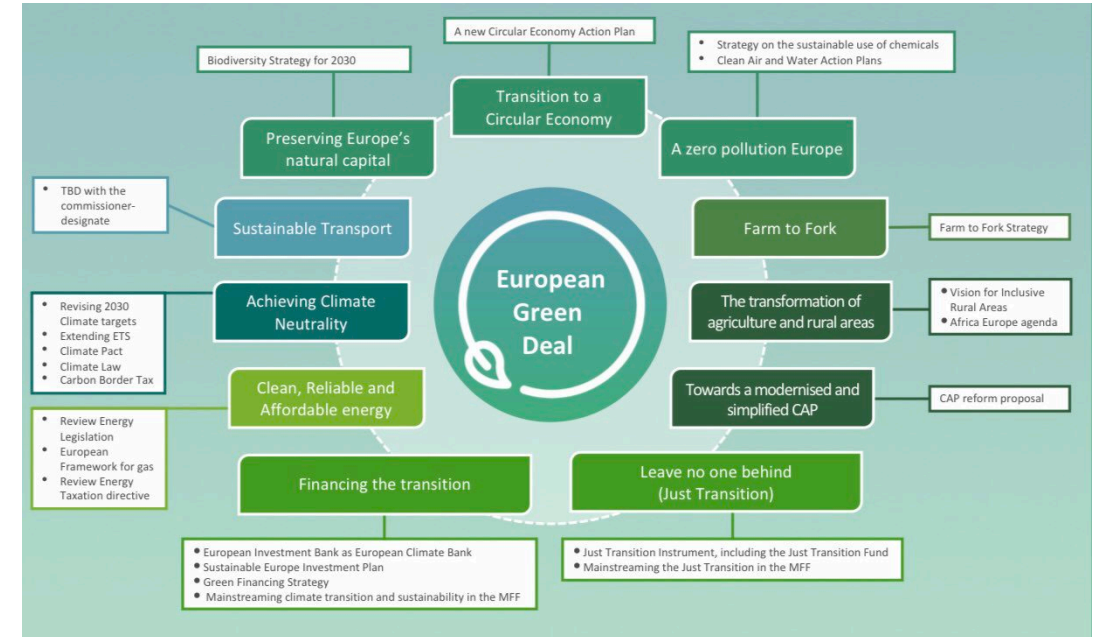 A new Circular Economy Action Plan
Biodiversity Strategy for 2030
• Strategy on the sustainable use of chemicals
• Clean Air and Water Action Plans
Transition to a
Circular Economy
Preserving Europe's
natural capital
A zero pollution Europe
• TBD with the
commissioner-
designate
Sustainable Transport
Farm to Fork
Farm to Fork Strategy
European
Green
Deal
• Revising 2030
Climate targets
• Extending ETS
• Climate Pact
• Climate Law
• Carbon Border Tax
Achieving Climate
Neutrality
The transformation of
agriculture and rural areas
• Vision for Inclusive
Rural Areas
• Africa Europe agenda
Clean, Reliable and
Affordable energy
Towards a modernised and
simplified CAP
CAP reform proposal
• Review Energy
Legislation
• European
Framework for gas
• Review Energy
Taxation directive
Financing the transition
Leave no one behind
(Just Transition)
• European Investment Bank as European Climate Bank
• Sustainable Europe Investment Plan
• Green Financing Strategy
• Mainstreaming climate transition and sustainability in the MFF
• Just Transition Instrument, including the Just Transition Fund
• Mainstreaming the Just Transition in the MFF